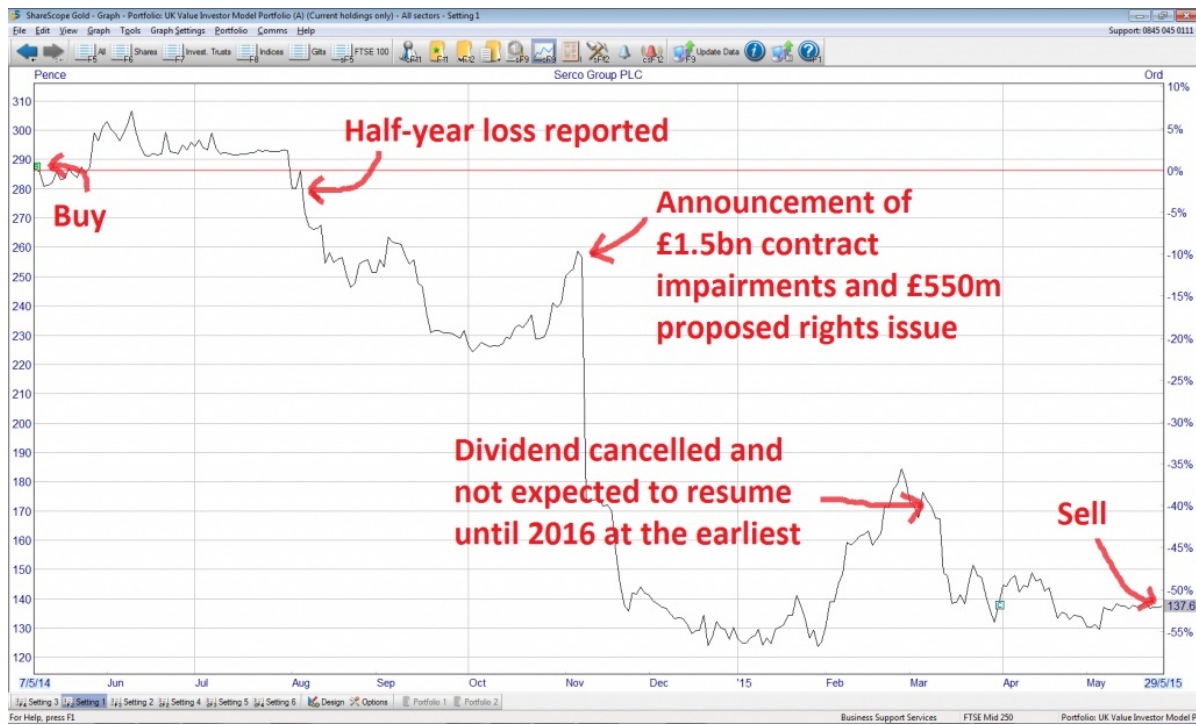 ShareScope Gold - Graph - Portfolio: UK Value Investor Model Portfolio (A) (Current holdings only) - All sectors - Setting 1
File Edit View Graph Tools Graph Settings Portfolio Comms Help Support: 0845 045 0111
All Shares Invest. Trusts Indices Gilts FTSE 100 Update Data
F5 F6 F7 F8 sF5 F9
Pence Serco Group PLC Ord
310
300
290
280
270
260
250
240
230
220
210
200
190
180
170
160
150
140
130
120
10%
5%
0%
-5%
-10%
-15%
-20%
-25%
-30%
-35%
-40%
-45%
-50%
137.6
-55%
Buy
Half-year loss reported
Announcement of
£1.5bn contract
impairments and £550m
proposed rights issue
Dividend cancelled and
not expected to resume
until 2016 at the earliest
Sell
7/5/14 Jun Jul Aug Sep Oct Nov Dec '15 Feb Mar Apr May 29/5/15
Setting 3 Setting 1 Setting 2 Setting 4 Setting 5 Setting 6 Design Options Portfolio 1 Portfolio 2
For Help, press F1 Business Support Services FTSE Mid 250 Portfolio: UK Value Investor Model P